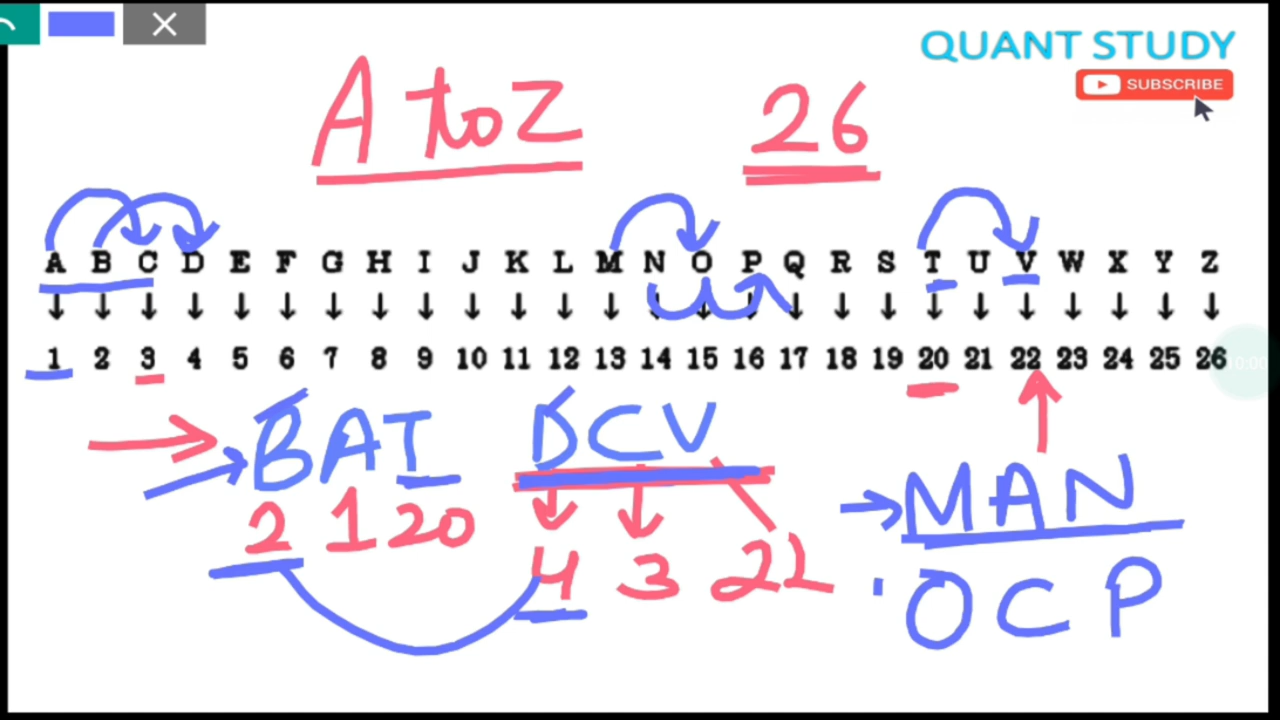 QUANT STUDY
SUBSCRIBE
A to Z 26
A B C D E F G H I J K L M N O P Q R S T U V W X Y Z
↓ ↓ ↓ ↓ ↓ ↓ ↓ ↓ ↓ ↓ ↓ ↓ ↓ ↓ ↓ ↓ ↓ ↓ ↓ ↓ ↓ ↓ ↓ ↓ ↓ ↓
1 2 3 4 5 6 7 8 9 10 11 12 13 14 15 16 17 18 19 20 21 22 23 24 25 26
BAT DCV
MAN
2 1 20
4 3 22
OCP